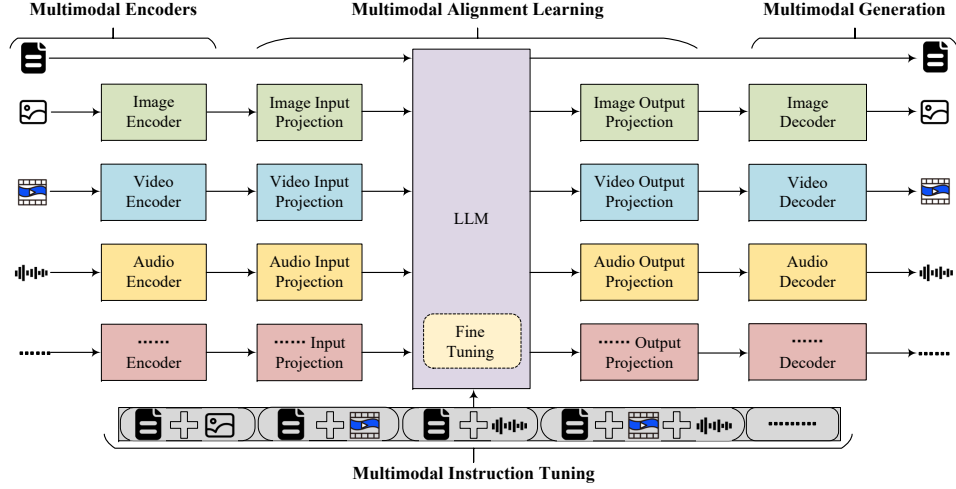 Multimodal Encoders
Multimodal Alignment Learning
Multimodal Generation
Image
Encoder
Image Input
Projection
Image Output
Projection
Image
Decoder
Video
Encoder
Video Input
Projection
LLM
Video Output
Projection
Video
Decoder
Audio
Encoder
Audio Input
Projection
Audio Output
Projection
Audio
Decoder
Fine
Tuning
......
Encoder
...... Input
Projection
...... Output
Projection
......
Decoder
......
......
.........
Multimodal Instruction Tuning